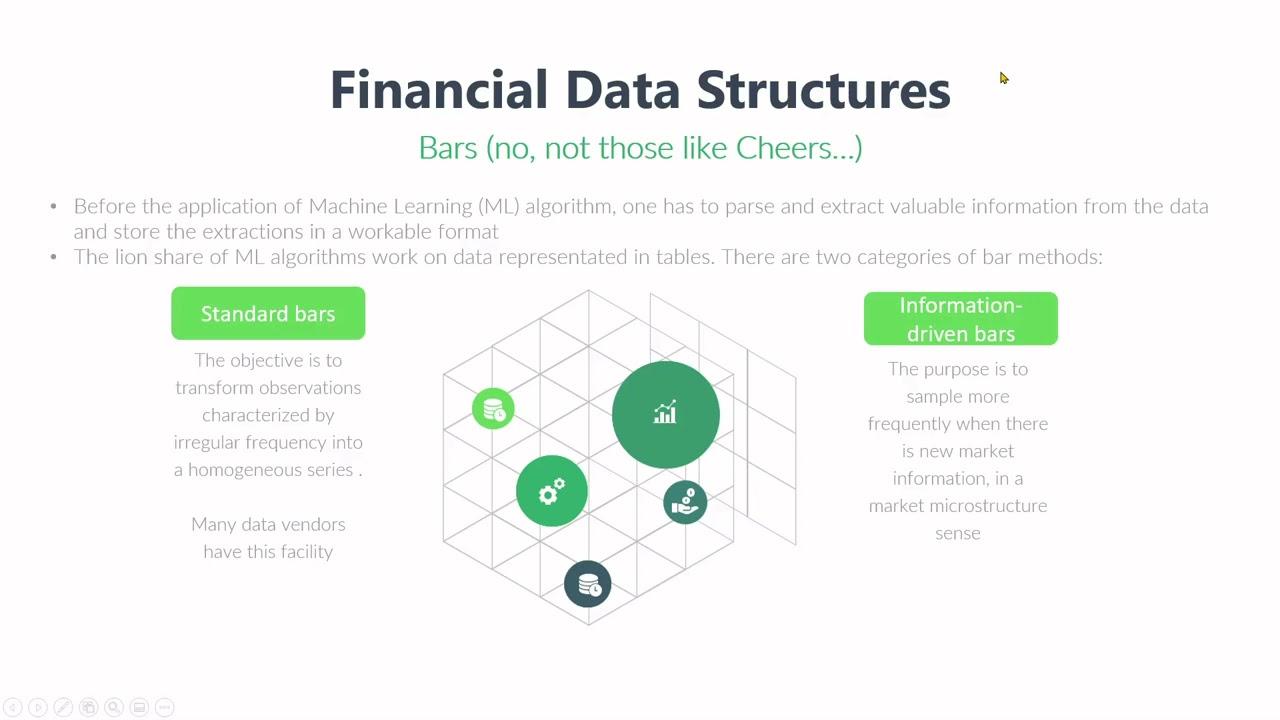 Financial Data Structures
Bars (no, not those like Cheers...)
• Before the application of Machine Learning (ML) algorithm, one has to parse and extract valuable information from the data
and store the extractions in a workable format
• The lion share of ML algorithms work on data representated in tables. There are two categories of bar methods:
Standard bars
The objective is to
transform observations
characterized by
irregular frequency into
a homogeneous series .
Many data vendors
have this facility
Information-
driven bars
The purpose is to
sample more
frequently when there
is new market
information, in a
market microstructure
sense